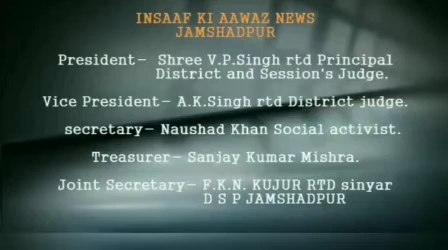 INSAAF KI AAWAZ NEWS
JAMSHADPUR
President- Shree V.P.Singh rtd Principal
District and Session's Judge.
Vice President- A.K.Singh rtd District judge.
secretary- Naushad Khan Social activist.
Treasurer- Sanjay Kumar Mishra.
Joint Secretary- F.K.N. KUJUR RTD sinyar
D S P JAMSHADPUR